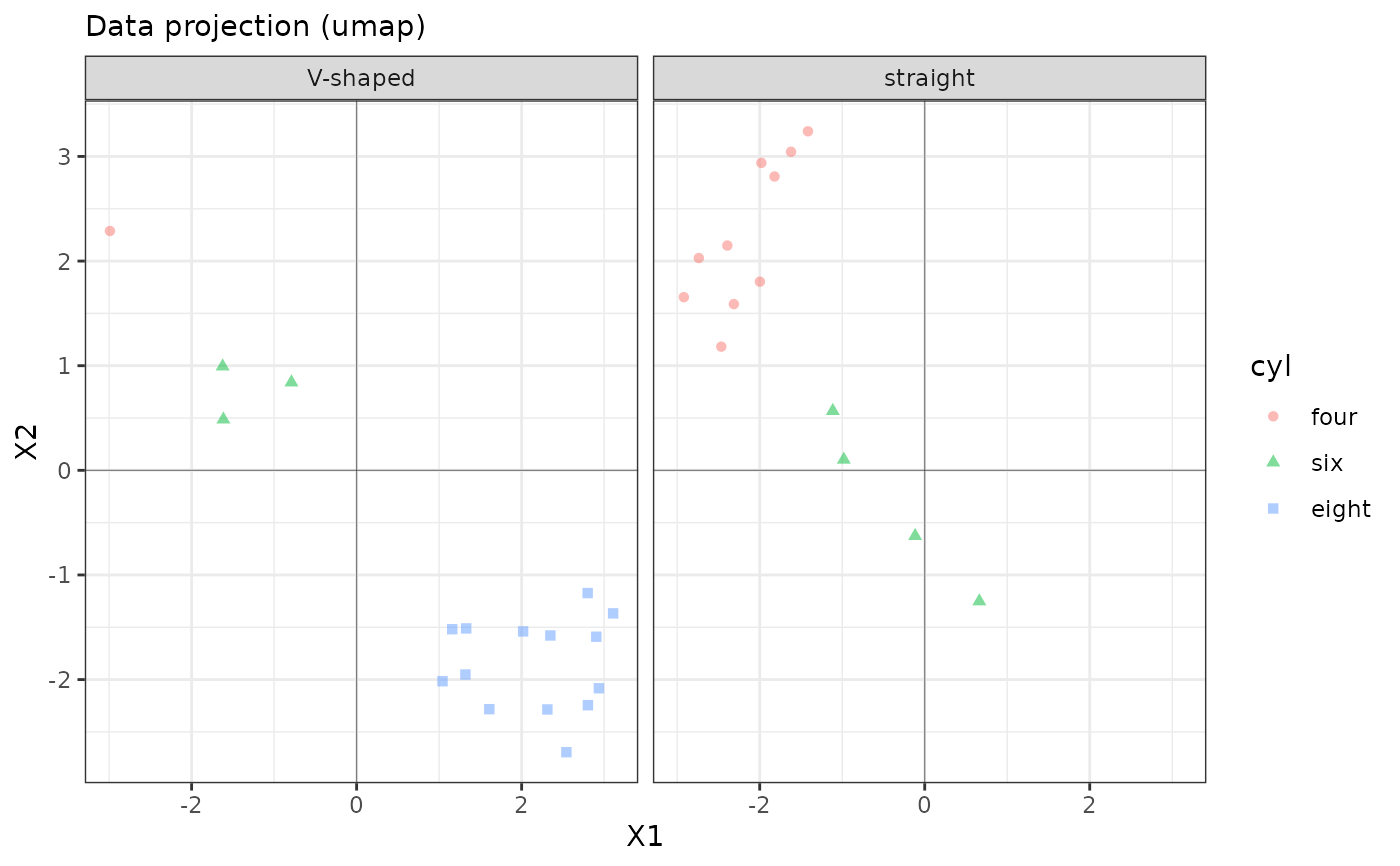 Data projection (umap)
V-shaped
straight
3
2
1
0
-1
-2
X2
-2 0 2
-2 0 2
X1
cyl
four
six
eight